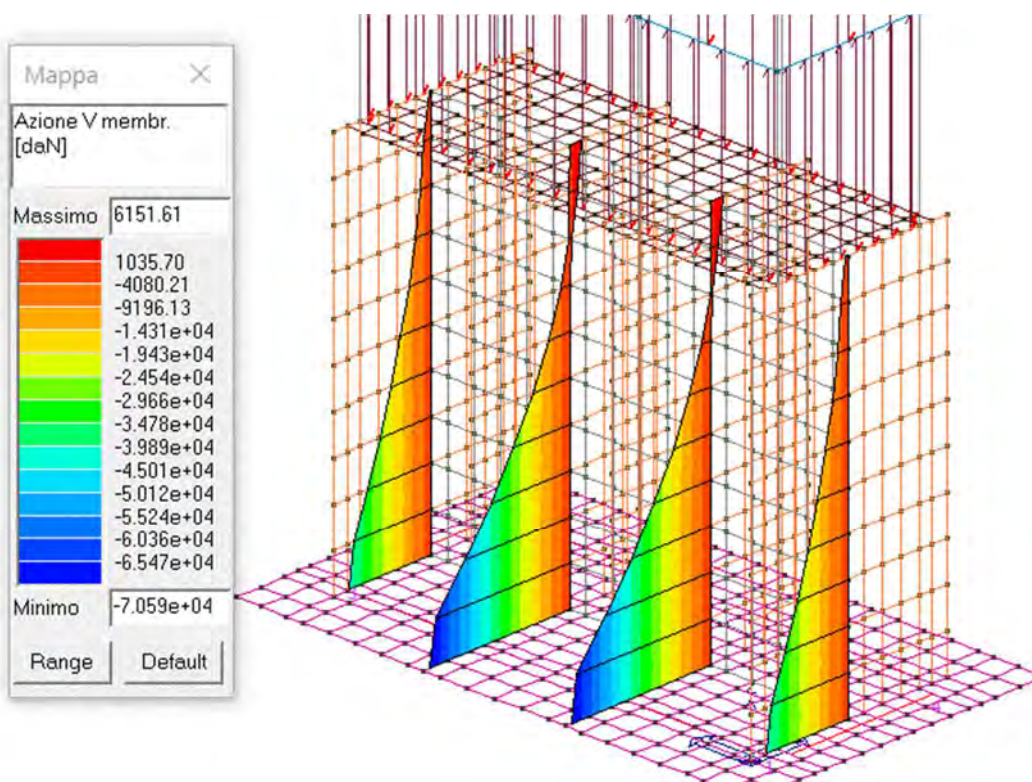 Mappa
Azione V membr.
[daN]
Massimo 6151.61
1035.70
-4080.21
-9196.13
-1.431e+04
-1.943e+04
-2.454e+04
-2.966e+04
-3.478e+04
-3.989e+04
-4.501e+04
-5.012e+04
-5.524e+04
-6.036e+04
-6.547e+04
Minimo -7.059e+04
Range Default